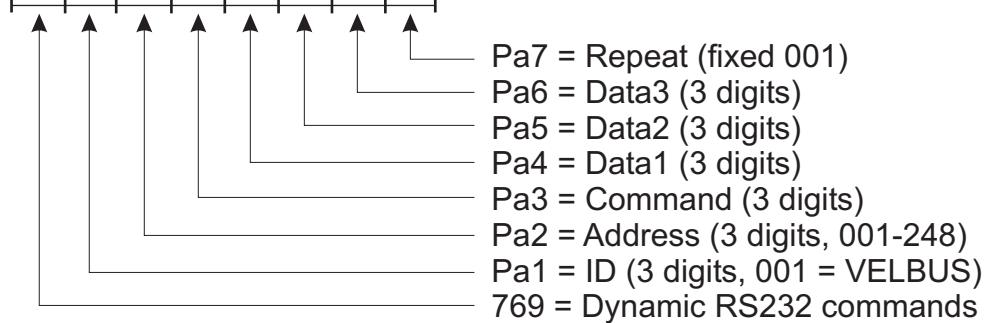 Pa7 = Repeat (fixed 001)
Pa6 = Data3 (3 digits)
Pa5 = Data2 (3 digits)
Pa4 = Data1 (3 digits)
Pa3 = Command (3 digits)
Pa2 = Address (3 digits, 001-248)
Pa1 = ID (3 digits, 001 = VELBUS)
769 = Dynamic RS232 commands